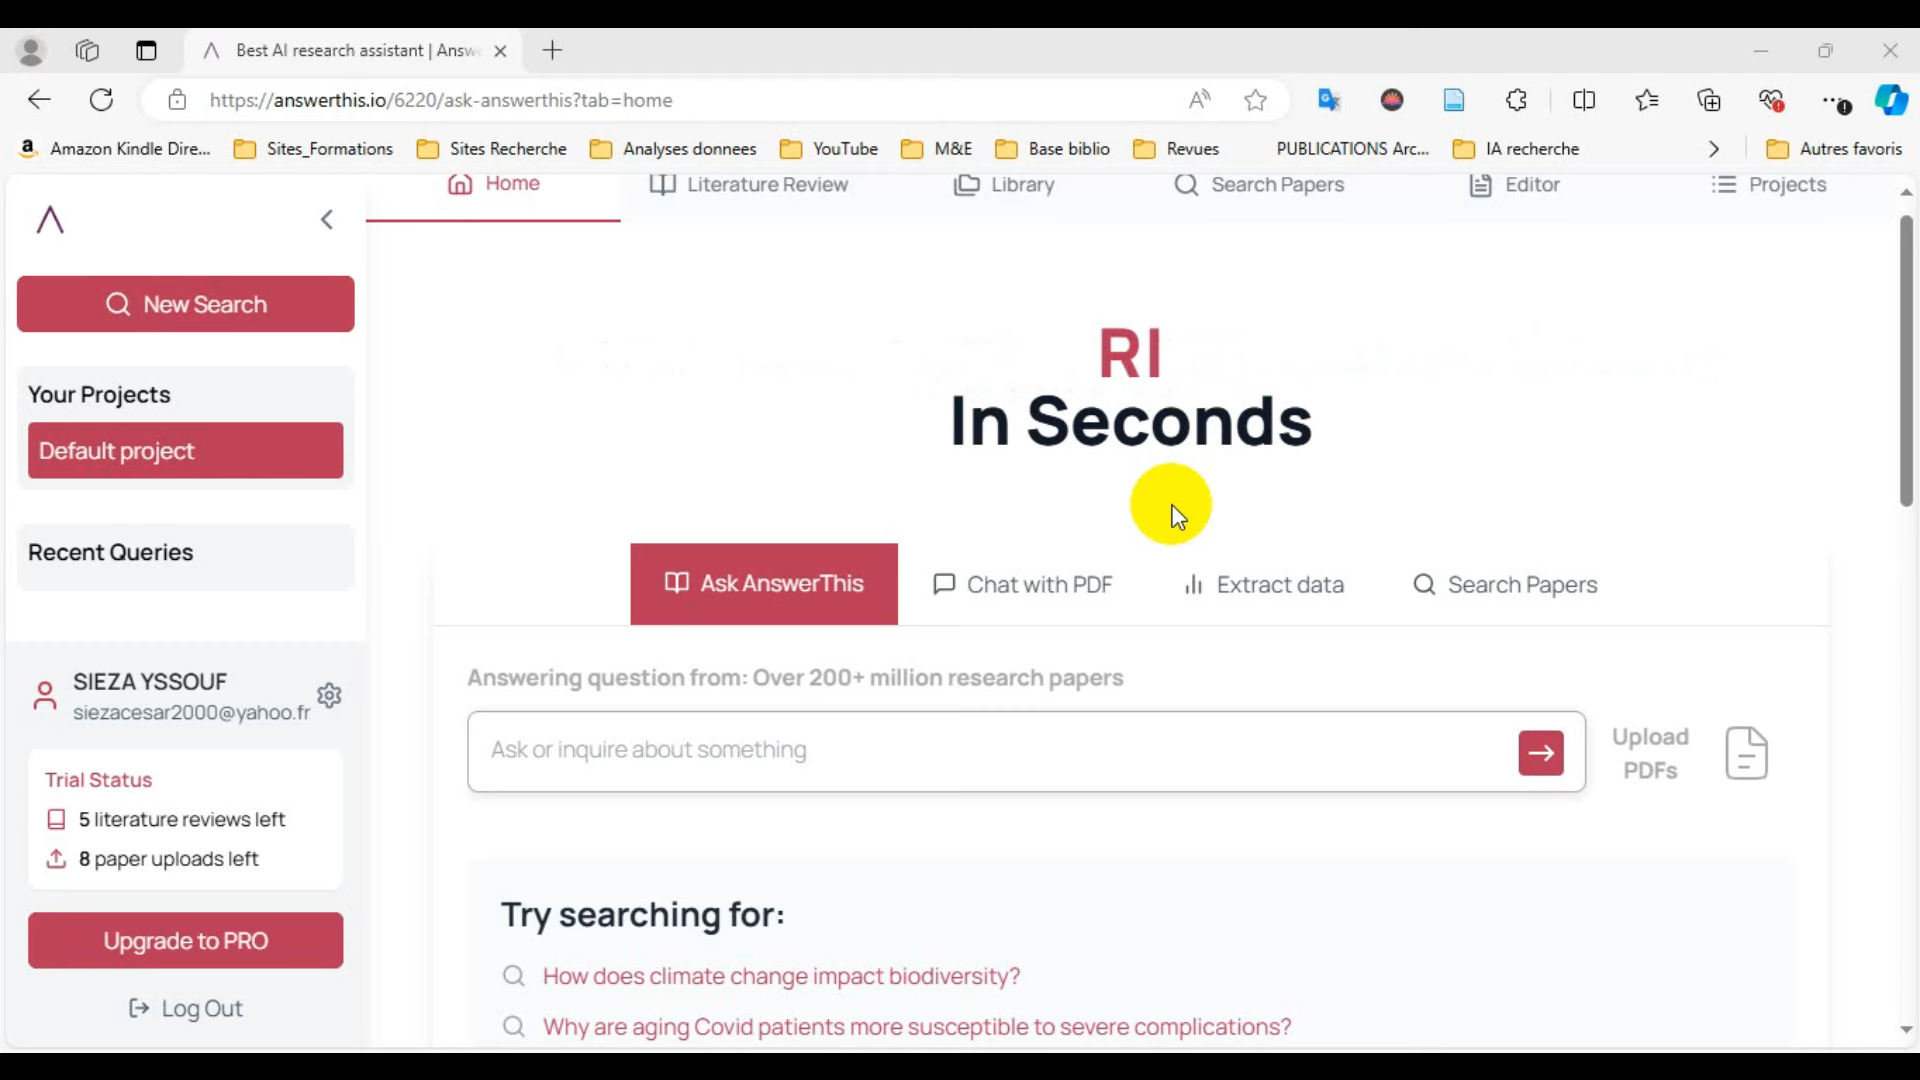 Best AI research assistant | Answ
https://answerthis.io/6220/ask-answerthis?tab=home
Amazon Kindle Dire... Sites_Formations Sites Recherche Analyses donnees YouTube M&E Base biblio Revues PUBLICATIONS Arc... IA recherche Autres favoris
Home Literature Review Library Search Papers Editor Projects
New Search
Your Projects
Default project
Recent Queries
SIEZA YSSOUF
siezacesar2000@yahoo.fr
Trial Status
5 literature reviews left
8 paper uploads left
Upgrade to PRO
Log Out
RI
In Seconds
Ask AnswerThis Chat with PDF Extract data Search Papers
Answering question from: Over 200+ million research papers
Ask or inquire about something
Upload
PDFs
Try searching for:
How does climate change impact biodiversity?
Why are aging Covid patients more susceptible to severe complications?